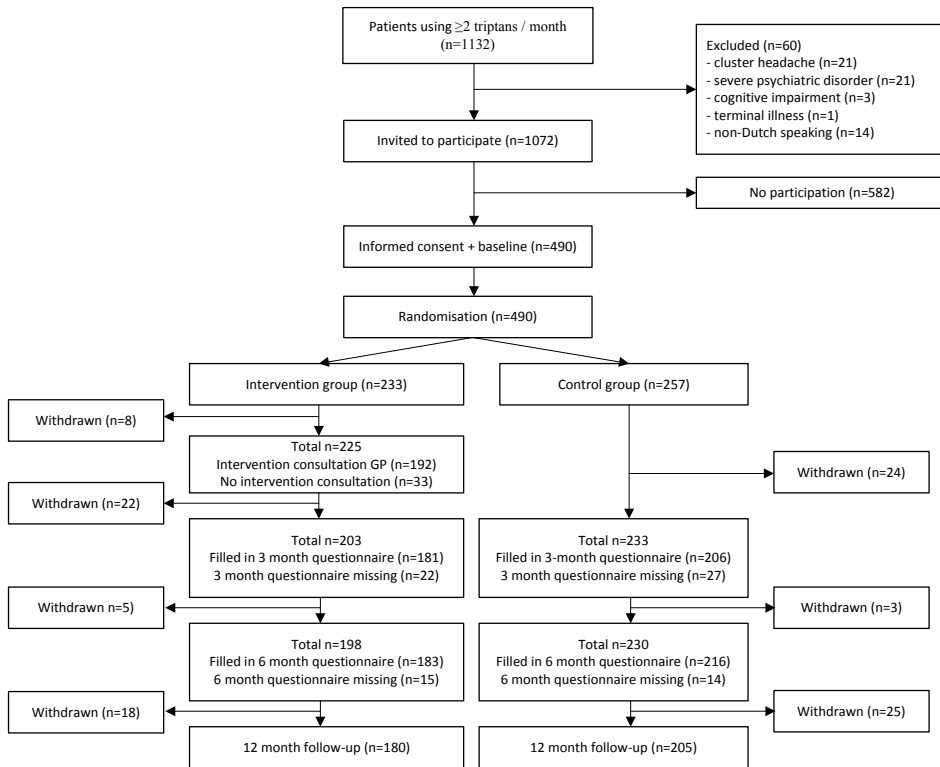 Patients using ≥2 triptans / month
(n=1132)
Excluded (n=60)
- cluster headache (n=21)
- severe psychiatric disorder (n=21)
- cognitive impairment (n=3)
- terminal illness (n=1)
- non-Dutch speaking (n=14)
Invited to participate (n=1072)
No participation (n=582)
Informed consent + baseline (n=490)
Randomisation (n=490)
Intervention group (n=233)
Control group (n=257)
Withdrawn (n=8)
Total n=225
Intervention consultation GP (n=192)
No intervention consultation (n=33)
Withdrawn (n=24)
Withdrawn (n=22)
Total n=203
Filled in 3 month questionnaire (n=181)
3 month questionnaire missing (n=22)
Total n=233
Filled in 3-month questionnaire (n=206)
3 month questionnaire missing (n=27)
Withdrawn n=5)
Withdrawn (n=3)
Total n=198
Filled in 6 month questionnaire (n=183)
6 month questionnaire missing (n=15)
Total n=230
Filled in 6 month questionnaire (n=216)
6 month questionnaire missing (n=14)
Withdrawn (n=18)
Withdrawn (n=25)
12 month follow-up (n=180)
12 month follow-up (n=205)